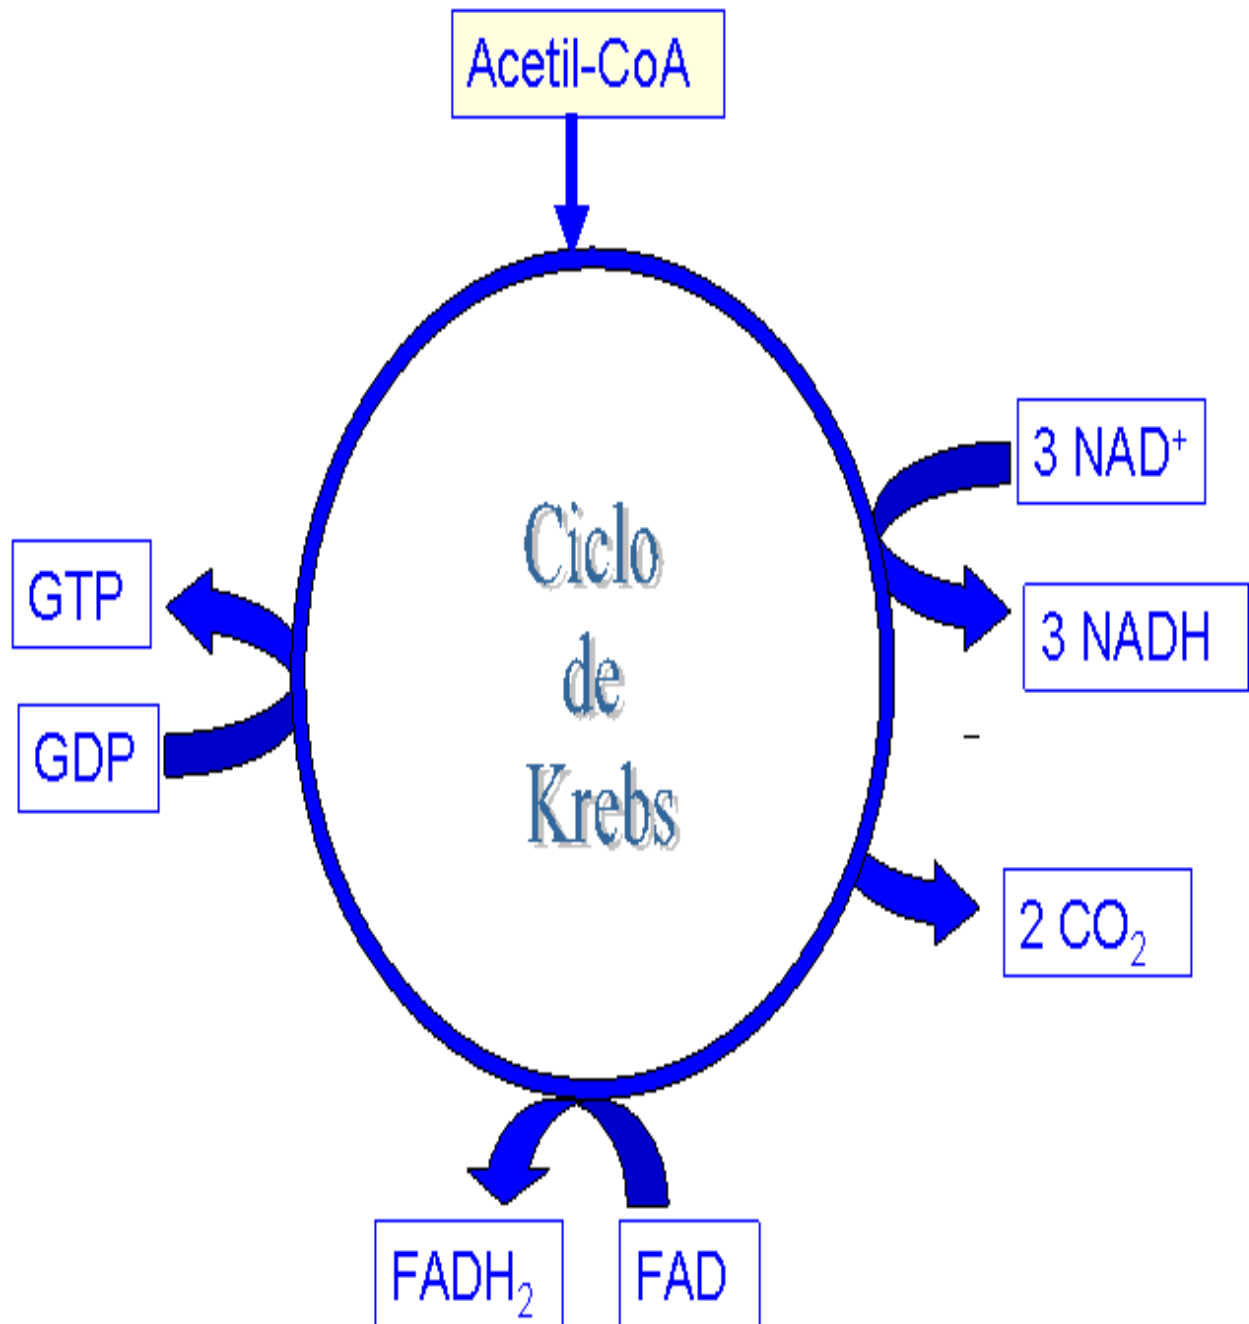 Acetil-CoA
3 NAD⁺
Ciclo
de
Krebs
GTP
3 NADH
GDP
2 CO₂
FADH₂
FAD